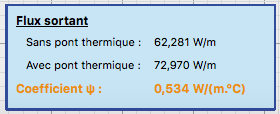 Flux sortant
Sans pont thermique : 62,281 W/m
Avec pont thermique : 72,970 W/m
Coefficient ψ : 0,534 W/(m.°C)